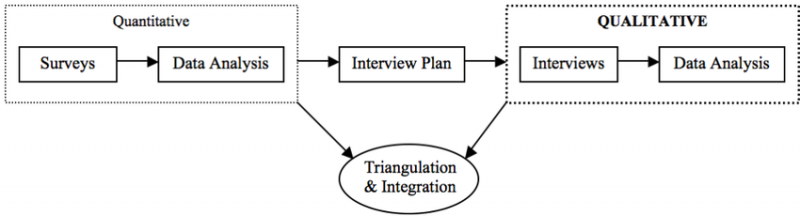 Quantitative
QUALITATIVE
Surveys
Data Analysis
Interview Plan
Interviews
Data Analysis
Triangulation
& Integration